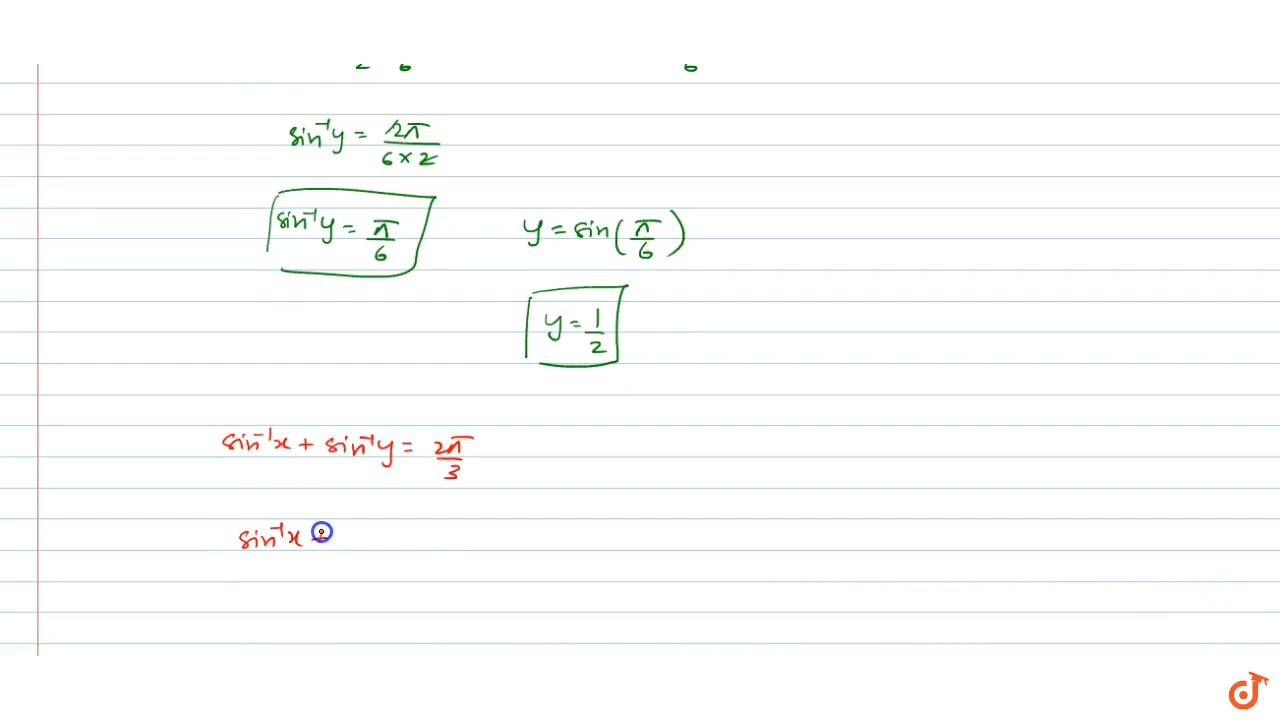 sin⁻¹y = 2π / 6 × 2
sin⁻¹y = π/6
y = sin(π/6)
y = 1/2
sin⁻¹x + sin⁻¹y = 2π/3
sin⁻¹x